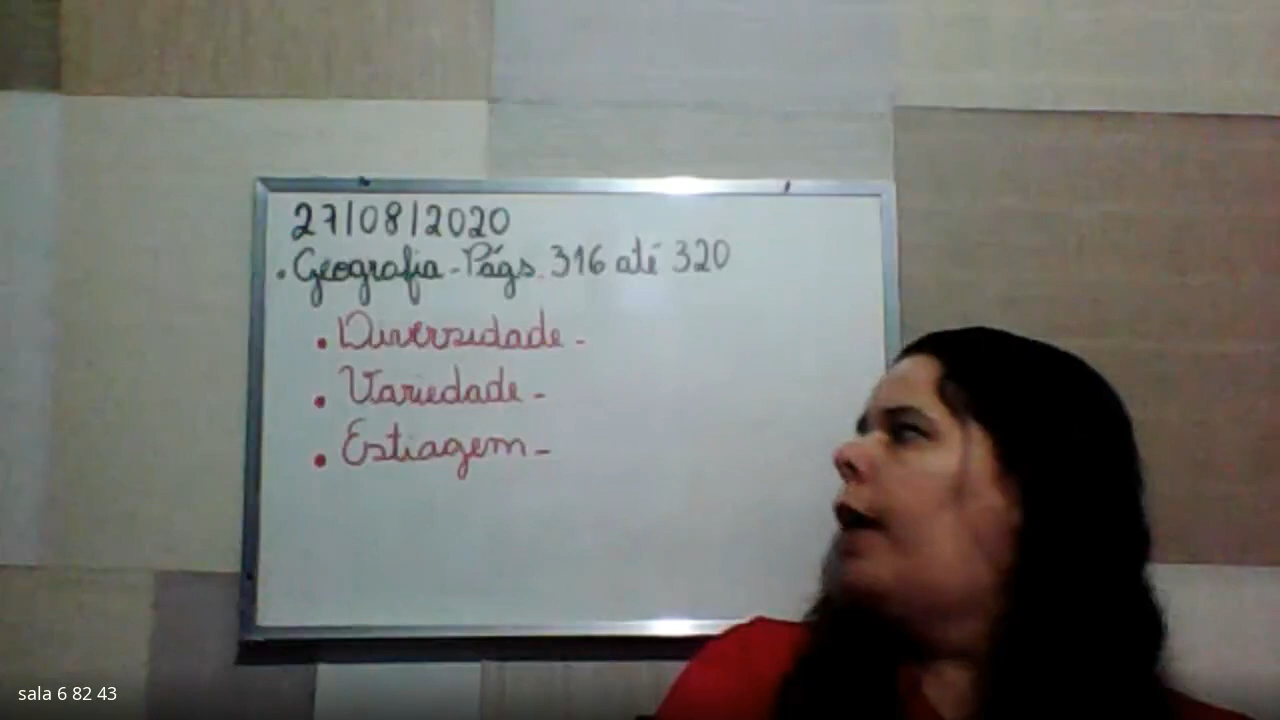 27/08/2020
• Geografia - Págs. 316 até 320
• Diversidade -
• Variedade -
• Estiagem -
sala 6 82 43